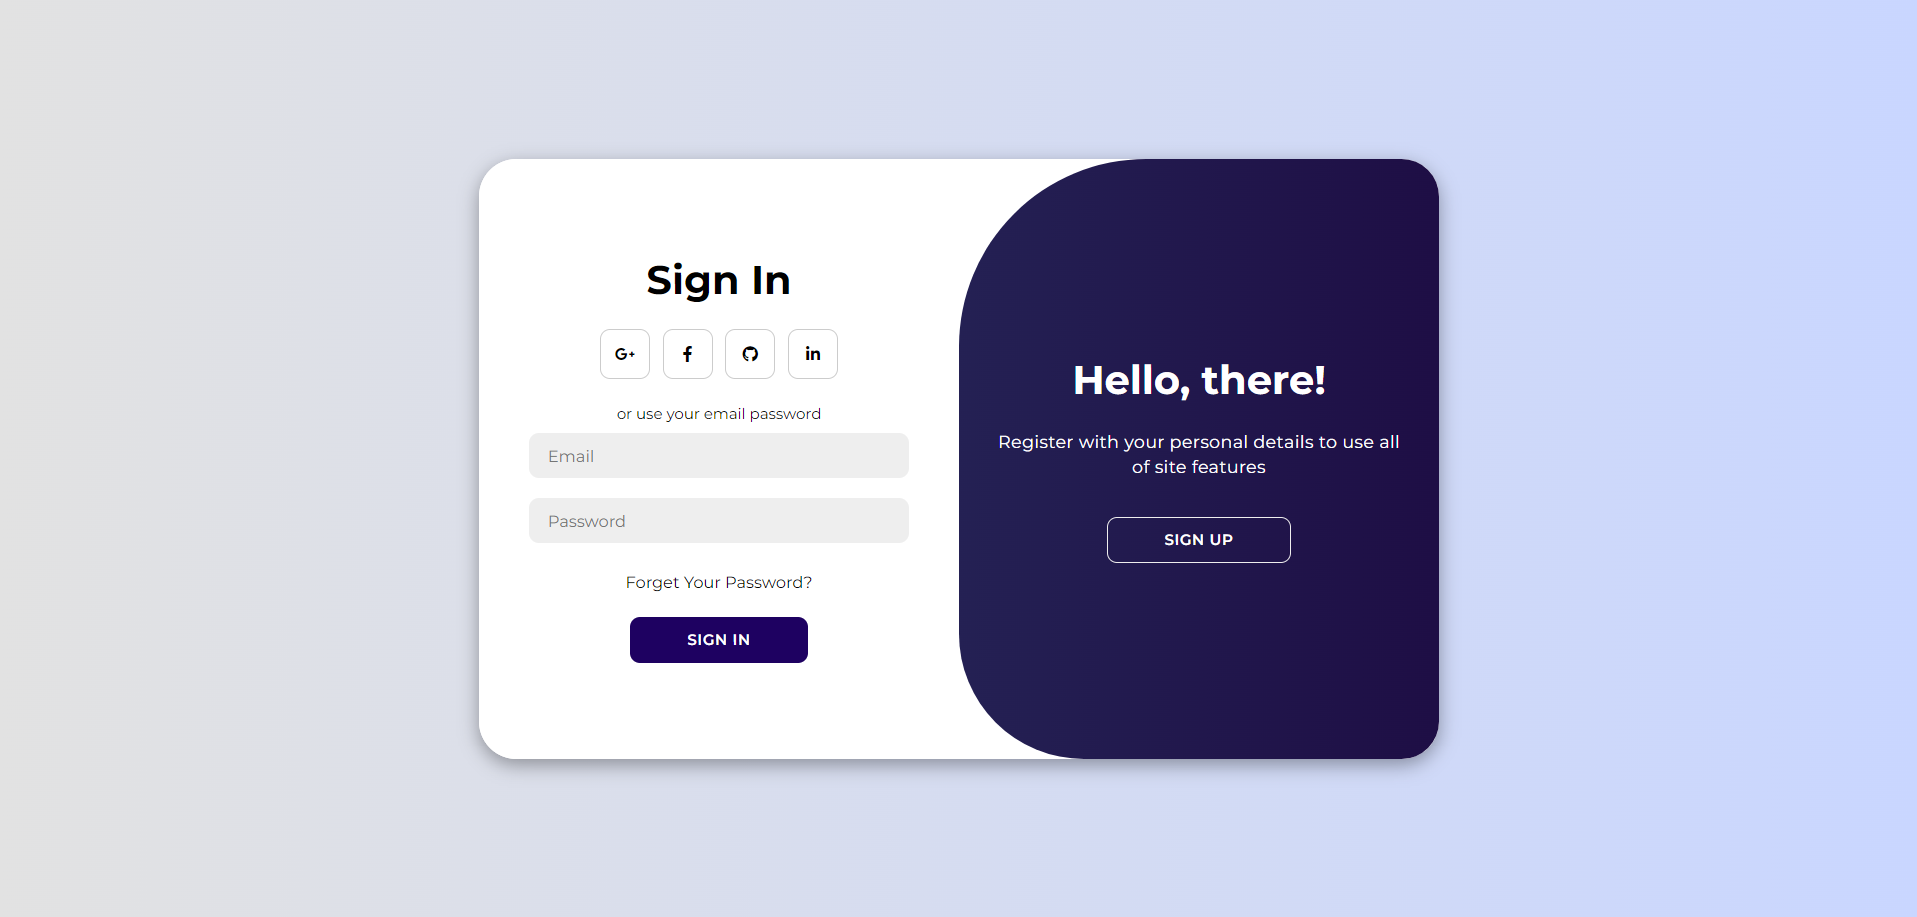 Sign In
G+ f in
or use your email password
Email
Password
Forget Your Password?
SIGN IN
Hello, there!
Register with your personal details to use all
of site features
SIGN UP